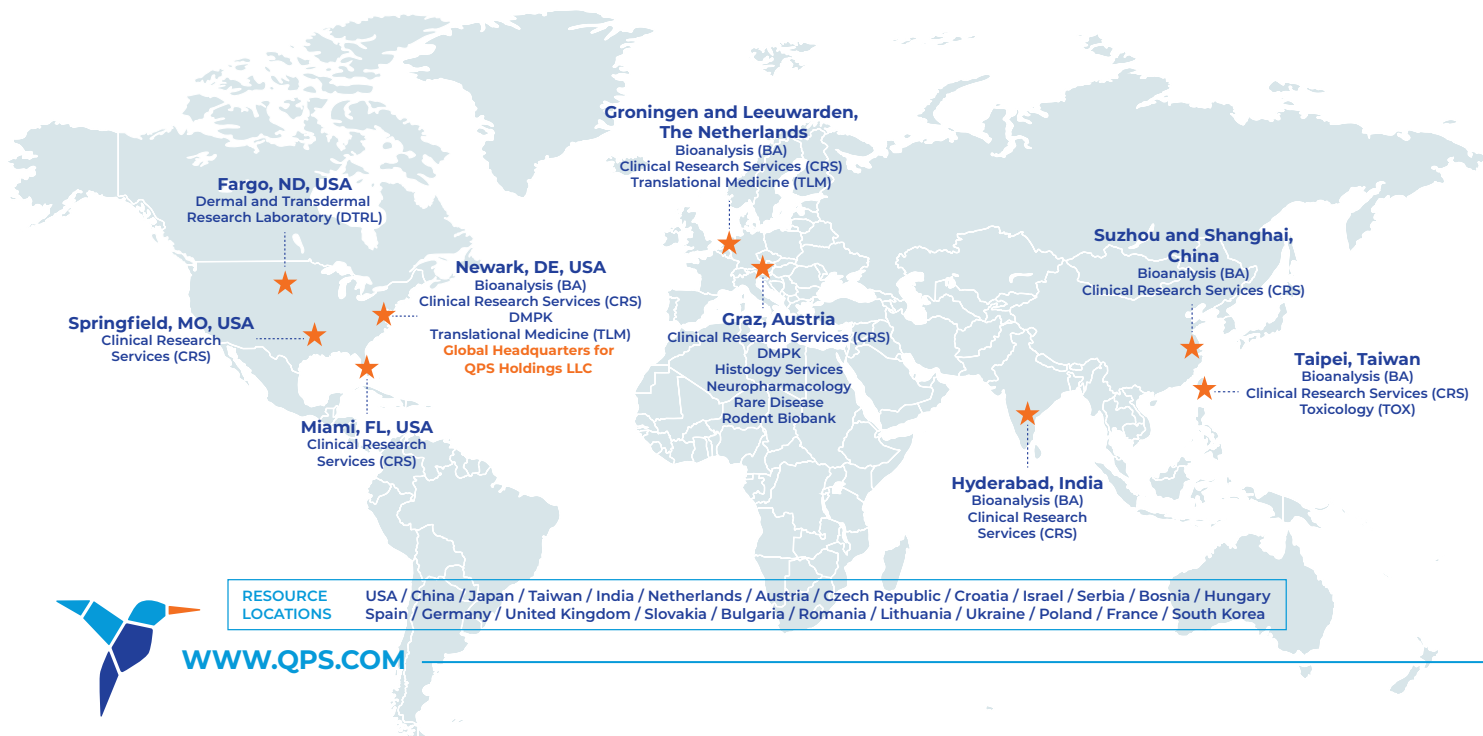 Groningen and Leeuwarden,
The Netherlands
Bioanalysis (BA)
Clinical Research Services (CRS)
Translational Medicine (TLM)
Fargo, ND, USA
Dermal and Transdermal
Research Laboratory (DTRL)
Newark, DE, USA
Bioanalysis (BA)
Clinical Research Services (CRS)
DMPK
Translational Medicine (TLM)
Global Headquarters for
QPS Holdings LLC
Springfield, MO, USA
Clinical Research
Services (CRS)
Miami, FL, USA
Clinical Research
Services (CRS)
Graz, Austria
Clinical Research Services (CRS)
DMPK
Histology Services
Neuropharmacology
Rare Disease
Rodent Biobank
Suzhou and Shanghai,
China
Bioanalysis (BA)
Clinical Research Services (CRS)
Taipei, Taiwan
Bioanalysis (BA)
Clinical Research Services (CRS)
Toxicology (TOX)
Hyderabad, India
Bioanalysis (BA)
Clinical Research
Services (CRS)
RESOURCE
LOCATIONS
USA / China / Japan / Taiwan / India / Netherlands / Austria / Czech Republic / Croatia / Israel / Serbia / Bosnia / Hungary
Spain / Germany / United Kingdom / Slovakia / Bulgaria / Romania / Lithuania / Ukraine / Poland / France / South Korea
WWW.QPS.COM